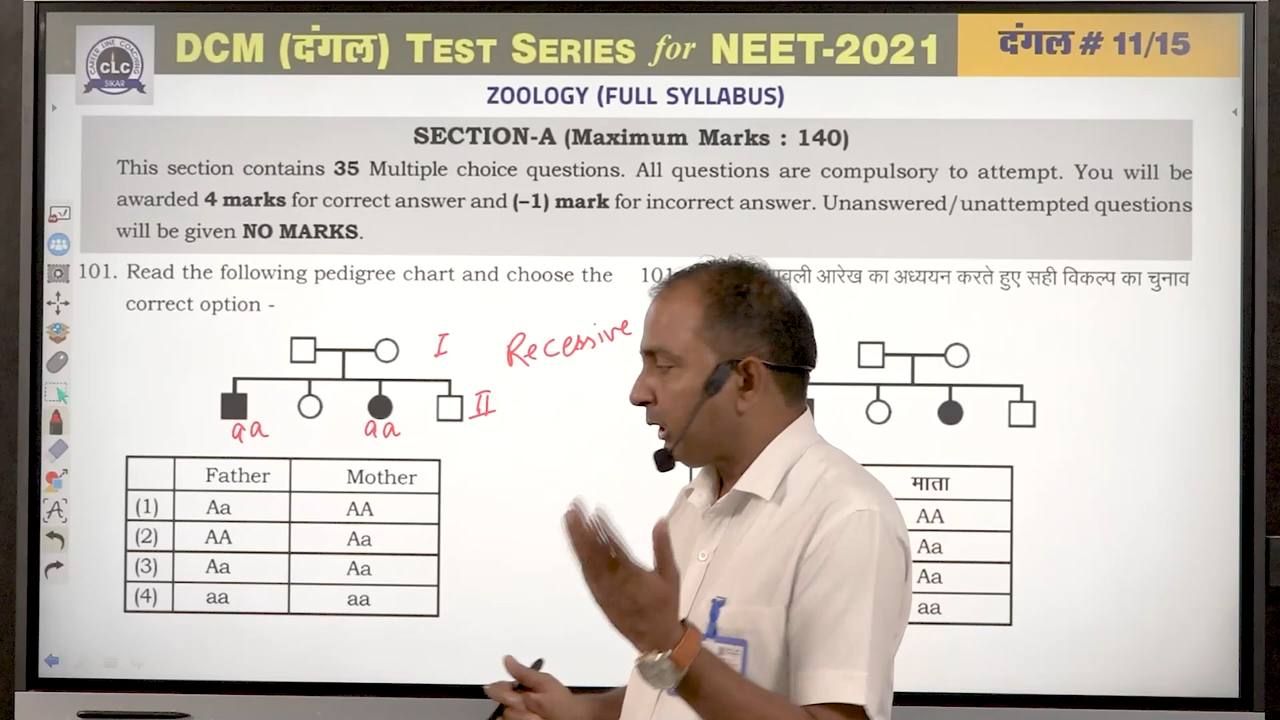 DCM (दंगल) TEST SERIES for NEET-2021
दंगल # 11/15
CAREER LINE COACHING
CLC
SIKAR
ZOOLOGY (FULL SYLLABUS)
SECTION-A (Maximum Marks : 140)
This section contains 35 Multiple choice questions. All questions are compulsory to attempt. You will be
awarded 4 marks for correct answer and (–1) mark for incorrect answer. Unanswered/unattempted questions
will be given NO MARKS.
101. Read the following pedigree chart and choose the
correct option -
I
Recessive
II
aa aa
Father Mother
(1) Aa AA
(2) AA Aa
(3) Aa Aa
(4) aa aa
आरेख का अध्ययन करते हुए सही विकल्प का चुनाव
माता
AA
Aa
Aa
aa